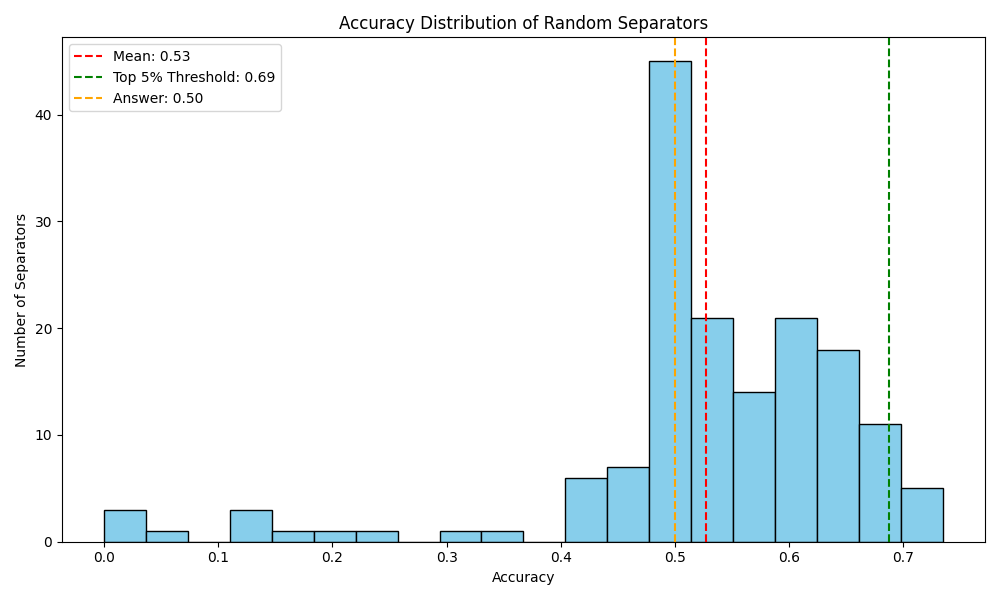 Accuracy Distribution of Random Separators
Mean: 0.53
Top 5% Threshold: 0.69
Answer: 0.50
Number of Separators
40
30
20
10
0
0.0 0.1 0.2 0.3 0.4 0.5 0.6 0.7
Accuracy